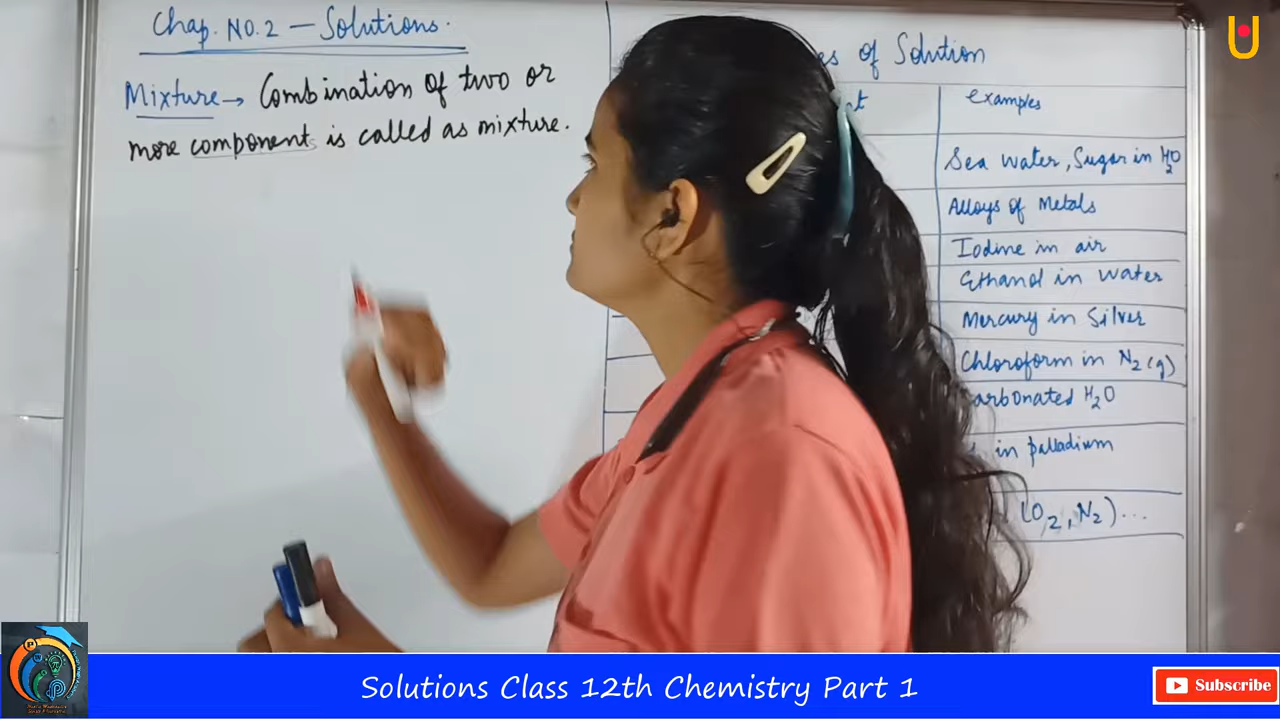 Chap. NO. 2 — Solutions.
Mixture → Combination of two or
more components is called as mixture.
of Solution
examples
Sea water, Sugar in H2O
Alloys of Metals
Iodine in air
Ethanol in water
Mercury in Silver
Chloroform in N2(g)
arbonated H2O
in palladium
(O2, N2)...
Solutions Class 12th Chemistry Part 1
Subscribe